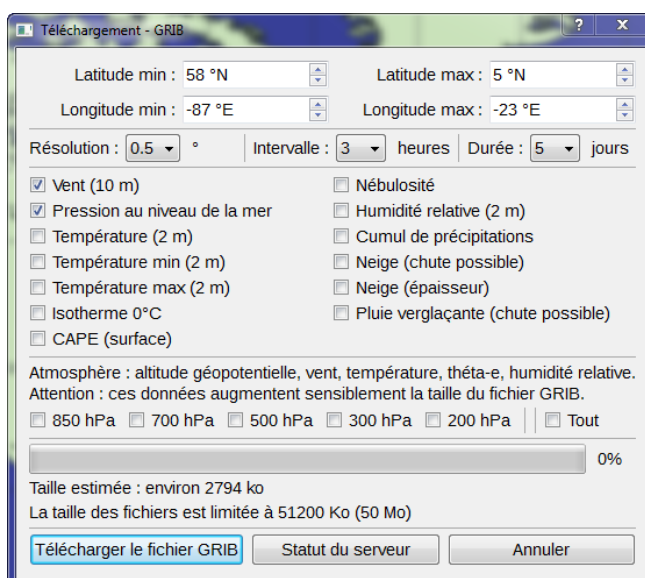 Téléchargement - GRIB
Latitude min : 58 °N Latitude max : 5 °N
Longitude min : -87 °E Longitude max : -23 °E
Résolution : 0.5 ° Intervalle : 3 heures Durée : 5 jours
Vent (10 m) Nébulosité
Pression au niveau de la mer Humidité relative (2 m)
Température (2 m) Cumul de précipitations
Température min (2 m) Neige (chute possible)
Température max (2 m) Neige (épaisseur)
Isotherme 0°C Pluie verglaçante (chute possible)
CAPE (surface)
Atmosphère : altitude géopotentielle, vent, température, théta-e, humidité relative.
Attention : ces données augmentent sensiblement la taille du fichier GRIB.
850 hPa 700 hPa 500 hPa 300 hPa 200 hPa Tout
0%
Taille estimée : environ 2794 ko
La taille des fichiers est limitée à 51200 Ko (50 Mo)
Télécharger le fichier GRIB Statut du serveur Annuler